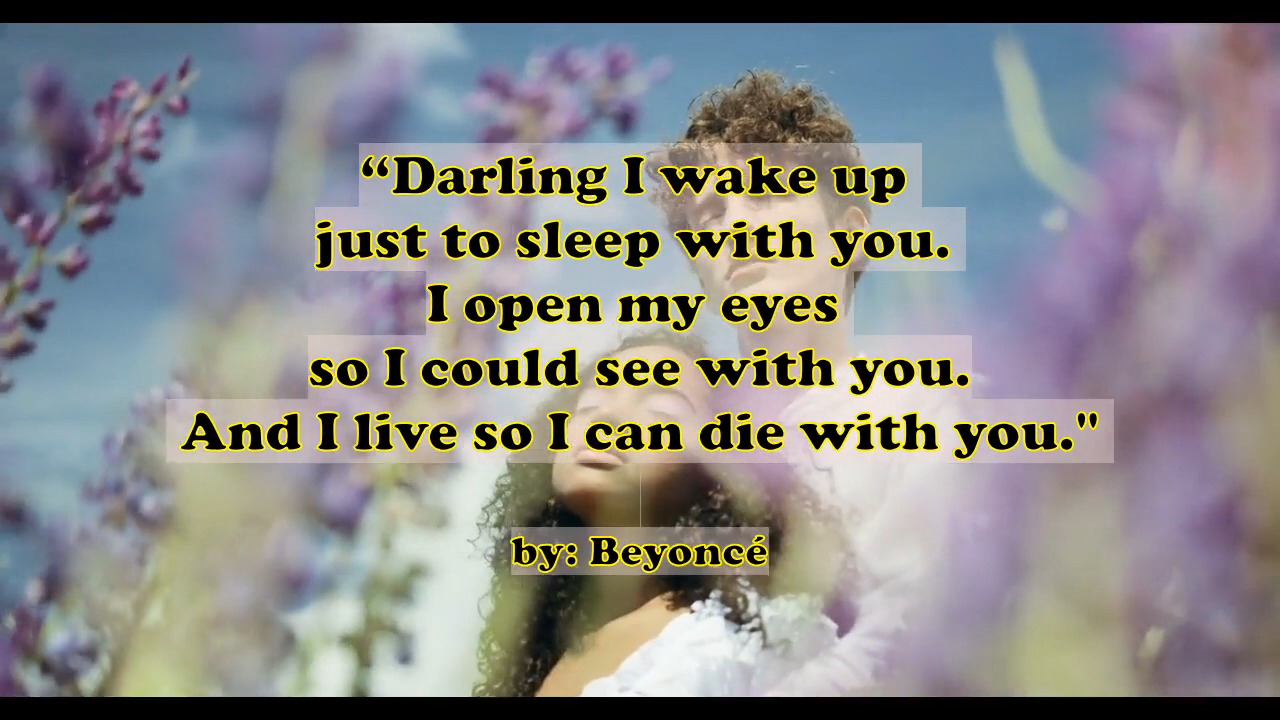 “Darling I wake up
just to sleep with you.
I open my eyes
so I could see with you.
And I live so I can die with you."
by: Beyoncé